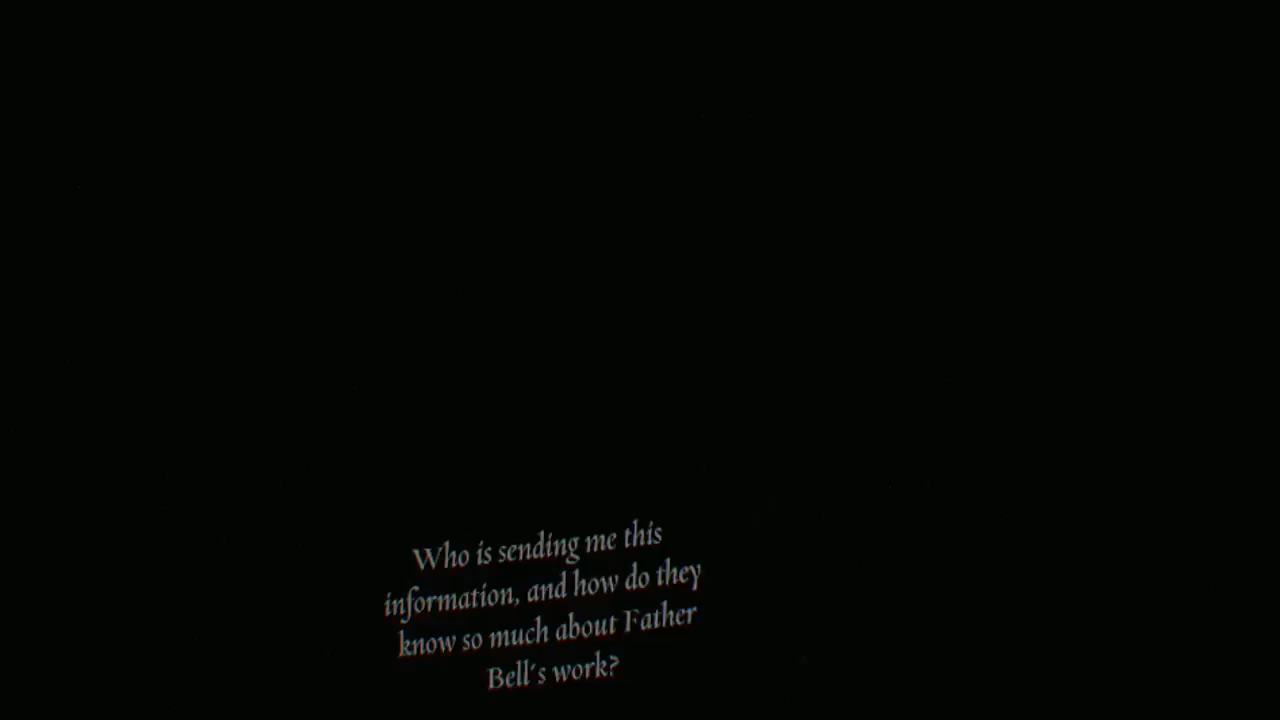 Who is sending me this
information, and how do they
know so much about Father
Bell´s work?